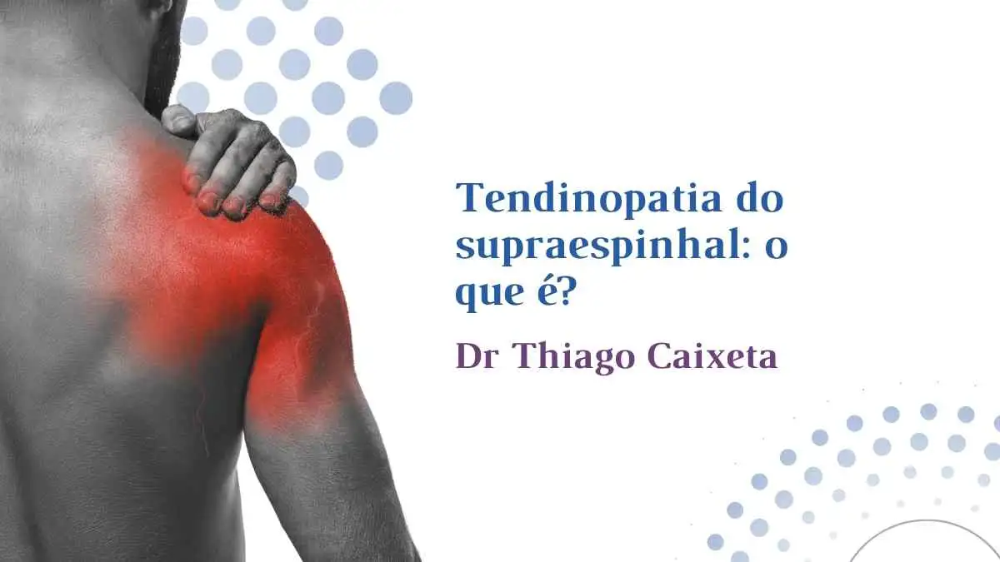 Tendinopatia do
supraespinhal: o
que é?
Dr Thiago Caixeta